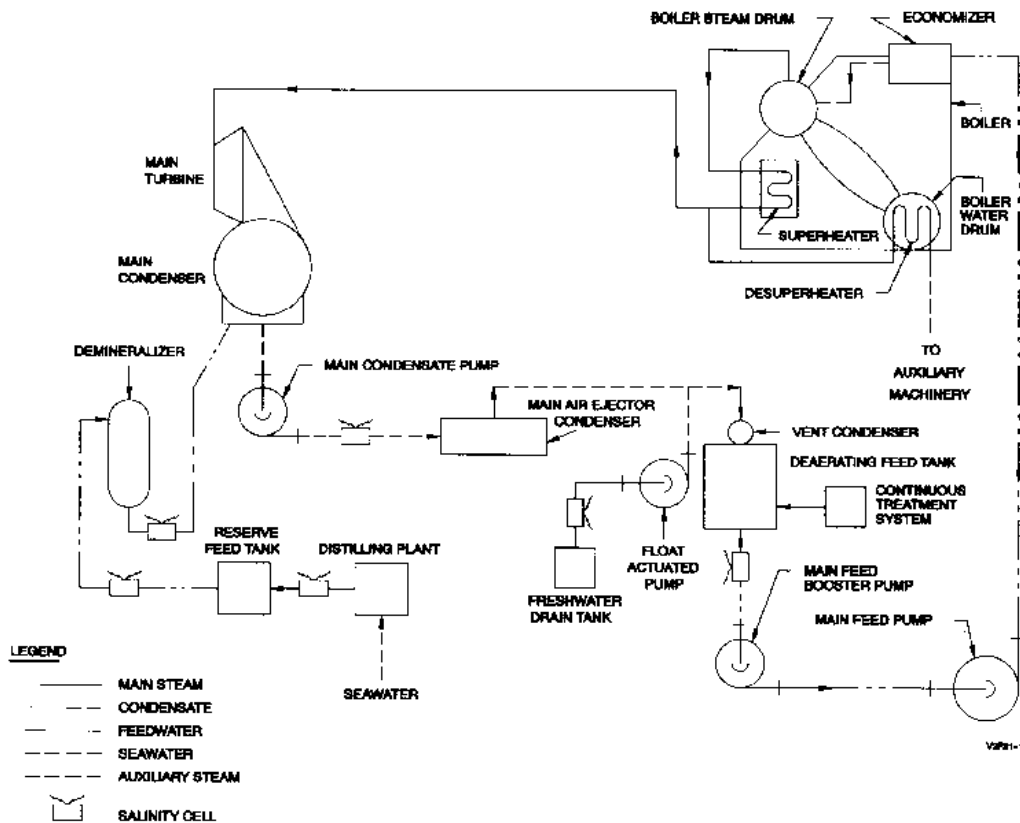 BOILER STEAM DRUM
ECONOMIZER
BOILER
MAIN
TURBINE
BOILER
WATER
DRUM
SUPERHEATER
MAIN
CONDENSER
DESUPERHEATER
TO
AUXILIARY
MACHINERY
DEMINERALIZER
MAIN CONDENSATE PUMP
MAIN AIR EJECTOR
CONDENSER
VENT CONDENSER
DEAERATING FEED TANK
CONTINUOUS
TREATMENT
SYSTEM
RESERVE
FEED TANK
DISTILLING PLANT
FLOAT
ACTUATED
PUMP
FRESHWATER
DRAIN TANK
MAIN FEED
BOOSTER PUMP
MAIN FEED PUMP
SEAWATER
LEGEND
MAIN STEAM
CONDENSATE
FEEDWATER
SEAWATER
AUXILIARY STEAM
SALINITY CELL